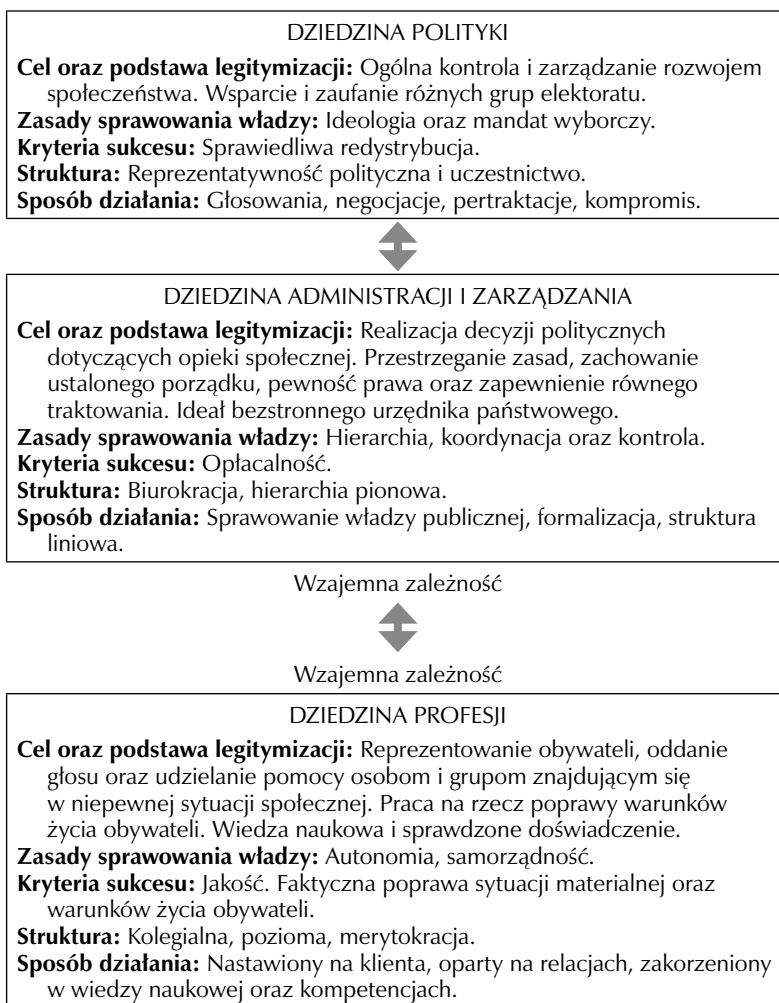 DZIEDZINA POLITYKI
Cel oraz podstawa legitymizacji: Ogólna kontrola i zarządzanie rozwojem
społeczeństwa. Wsparcie i zaufanie różnych grup elektoratu.
Zasady sprawowania władzy: Ideologia oraz mandat wyborczy.
Kryteria sukcesu: Sprawiedliwa redystrybucja.
Struktura: Reprezentatywność polityczna i uczestnictwo.
Sposób działania: Głosowania, negocjacje, pertraktacje, kompromis.
DZIEDZINA ADMINISTRACJI I ZARZĄDZANIA
Cel oraz podstawa legitymizacji: Realizacja decyzji politycznych
dotyczących opieki społecznej. Przestrzeganie zasad, zachowanie
ustalonego porządku, pewność prawa oraz zapewnienie równego
traktowania. Ideał bezstronnego urzędnika państwowego.
Zasady sprawowania władzy: Hierarchia, koordynacja oraz kontrola.
Kryteria sukcesu: Opłacalność.
Struktura: Biurokracja, hierarchia pionowa.
Sposób działania: Sprawowanie władzy publicznej, formalizacja, struktura
liniowa.
Wzajemna zależność
Wzajemna zależność
DZIEDZINA PROFESJI
Cel oraz podstawa legitymizacji: Reprezentowanie obywateli, oddanie
głosu oraz udzielanie pomocy osobom i grupom znajdującym się
w niepewnej sytuacji społecznej. Praca na rzecz poprawy warunków
życia obywateli. Wiedza naukowa i sprawdzone doświadczenie.
Zasady sprawowania władzy: Autonomia, samorządność.
Kryteria sukcesu: Jakość. Faktyczna poprawa sytuacji materialnej oraz
warunków życia obywateli.
Struktura: Kolegialna, pozioma, merytokracja.
Sposób działania: Nastawiony na klienta, oparty na relacjach, zakorzeniony
w wiedzy naukowej oraz kompetencjach.